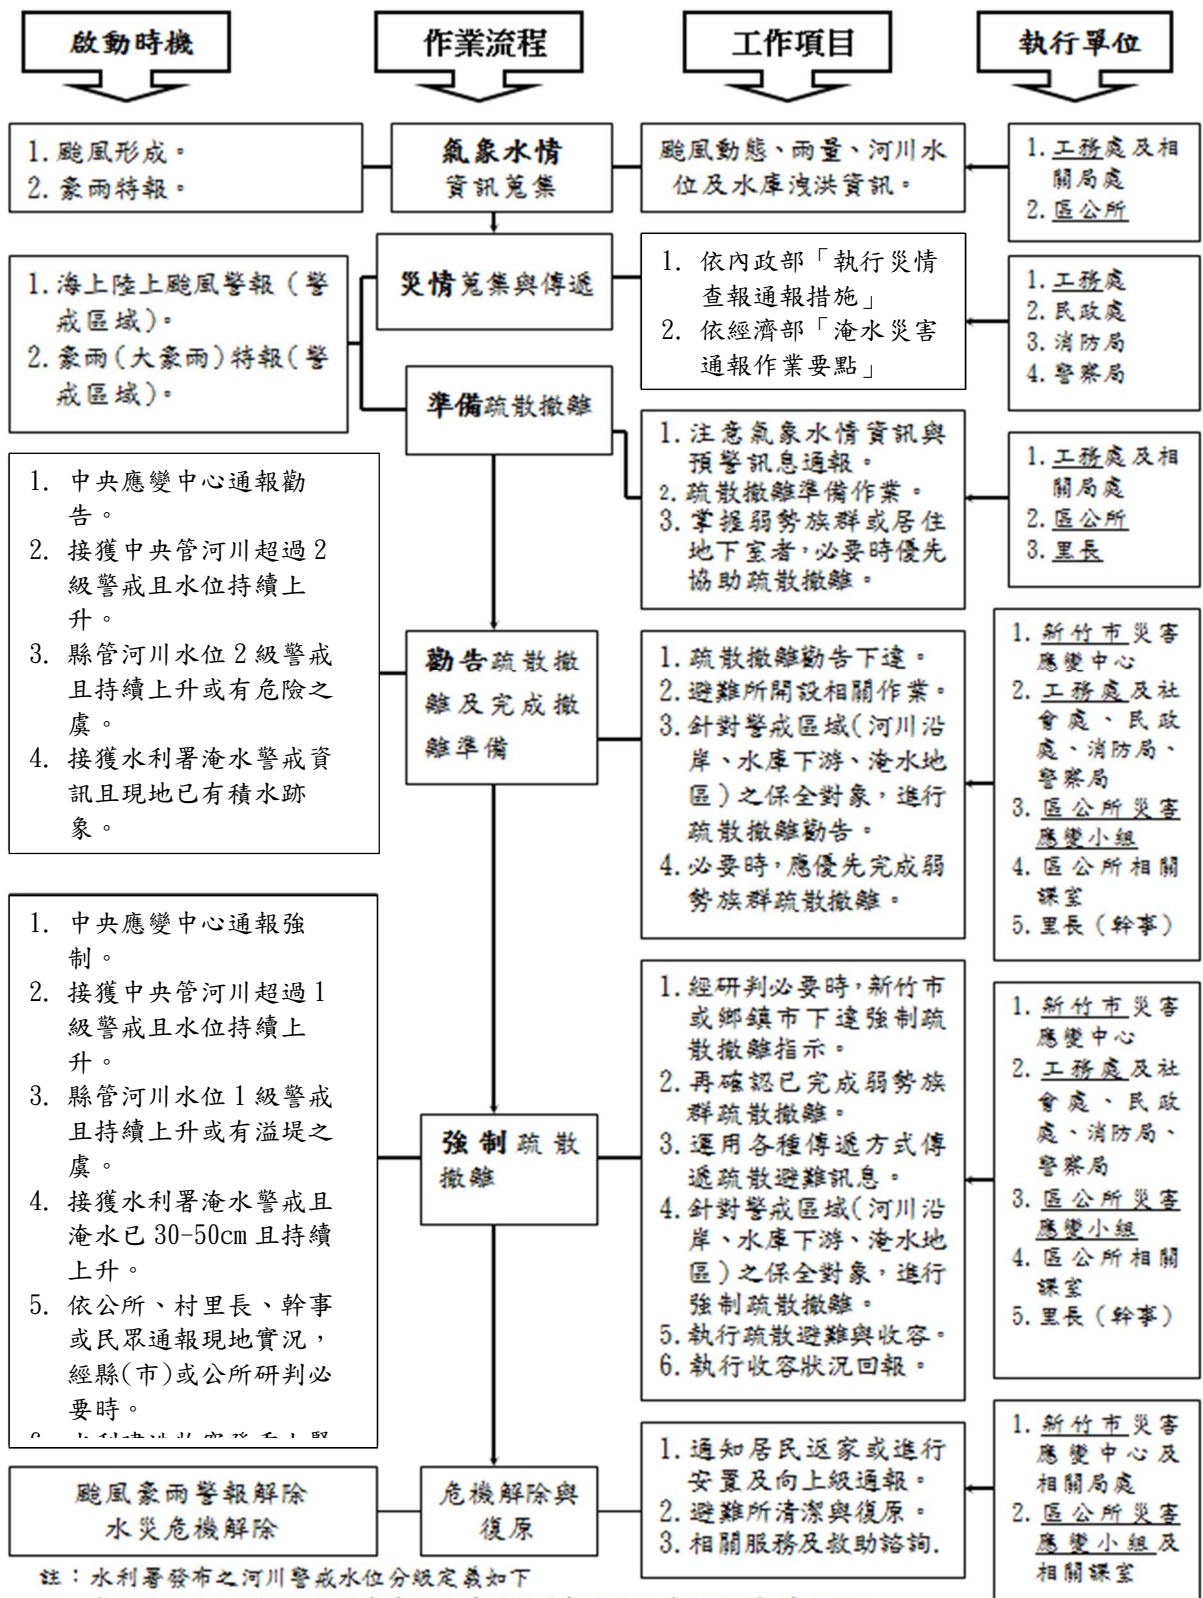 啟動時機
作業流程
工作項目
執行單位
1.颱風形成。
2.豪雨特報。
氣象水情
資訊蒐集
颱風動態、雨量、河川水
位及水庫洩洪資訊。
1.工務處及相
關局處
2.區公所
1.海上陸上颱風警報(警
戒區域)。
2.豪雨(大豪雨)特報(警
戒區域)。
災情蒐集與傳遞
1. 依內政部「執行災情
查報通報措施」
2. 依經濟部「淹水災害
通報作業要點」
1.工務處
2.民政處
3.消防局
4.警察局
準備疏散撤離
1.注意氣象水情資訊與
預警訊息通報。
2.疏散撤離準備作業。
3.掌握弱勢族群或居住
地下室者,必要時優先
協助疏散撤離。
1.工務處及相
關局處
2.區公所
3.里長
1. 中央應變中心通報勸
告。
2. 接獲中央管河川超過2
級警戒且水位持續上
升。
3. 縣管河川水位2級警戒
且持續上升或有危險之
虞。
4. 接獲水利署淹水警戒資
訊且現地已有積水跡
象。
勸告疏散撤
離及完成撤
離準備
1.疏散撤離勸告下達。
2.避難所開設相關作業。
3.針對警戒區域(河川沿
岸、水庫下游、淹水地
區)之保全對象,進行
疏散撤離勸告。
4.必要時,應優先完成弱
勢族群疏散撤離。
1.新竹市災害
應變中心
2.工務處及社
會處、民政
處、消防局、
警察局
3.區公所災害
應變小組
4.區公所相關
課室
5.里長(幹事)
1. 中央應變中心通報強
制。
2. 接獲中央管河川超過1
級警戒且水位持續上
升。
3. 縣管河川水位1級警戒
且持續上升或有溢堤之
虞。
4. 接獲水利署淹水警戒且
淹水已30-50cm且持續
上升。
5. 依公所、村里長、幹事
或民眾通報現地實況,
經縣(市)或公所研判必
要時。
強制疏散
撤離
1.經研判必要時,新竹市
或鄉鎮市下達強制疏
散撤離指示。
2.再確認已完成弱勢族
群疏散撤離。
3.運用各種傳遞方式傳
遞疏散避難訊息。
4.針對警戒區域(河川沿
岸、水庫下游、淹水地
區)之保全對象,進行
強制疏散撤離。
5.執行疏散避難與收容。
6.執行收容狀況回報。
1.新竹市災害
應變中心
2.工務處及社
會處、民政
處、消防局、
警察局
3.區公所災害
應變小組
4.區公所相關
課室
5.里長(幹事)
颱風豪雨警報解除
水災危機解除
危機解除與
復原
1.通知居民返家或進行
安置及向上級通報。
2.避難所清潔與復原。
3.相關服務及救助諮詢.
1.新竹市災害
應變中心及
相關局處
2.區公所災害
應變小組及
相關課室
註:水利署發布之河川警戒水位分級定義如下